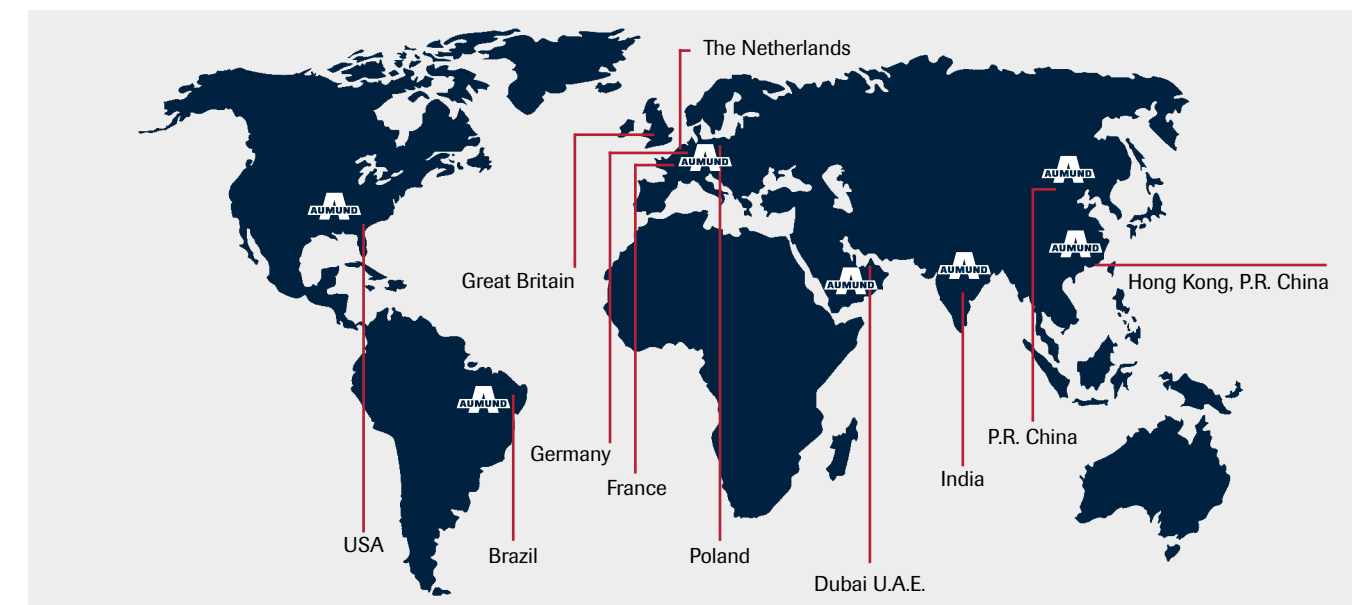 The Netherlands
AUMUND
AUMUND
AUMUND
AUMUND
AUMUND
AUMUND
Great Britain
Hong Kong, P.R. China
AUMUND
P.R. China
Germany
India
France
USA
Brazil
Poland
Dubai U.A.E.